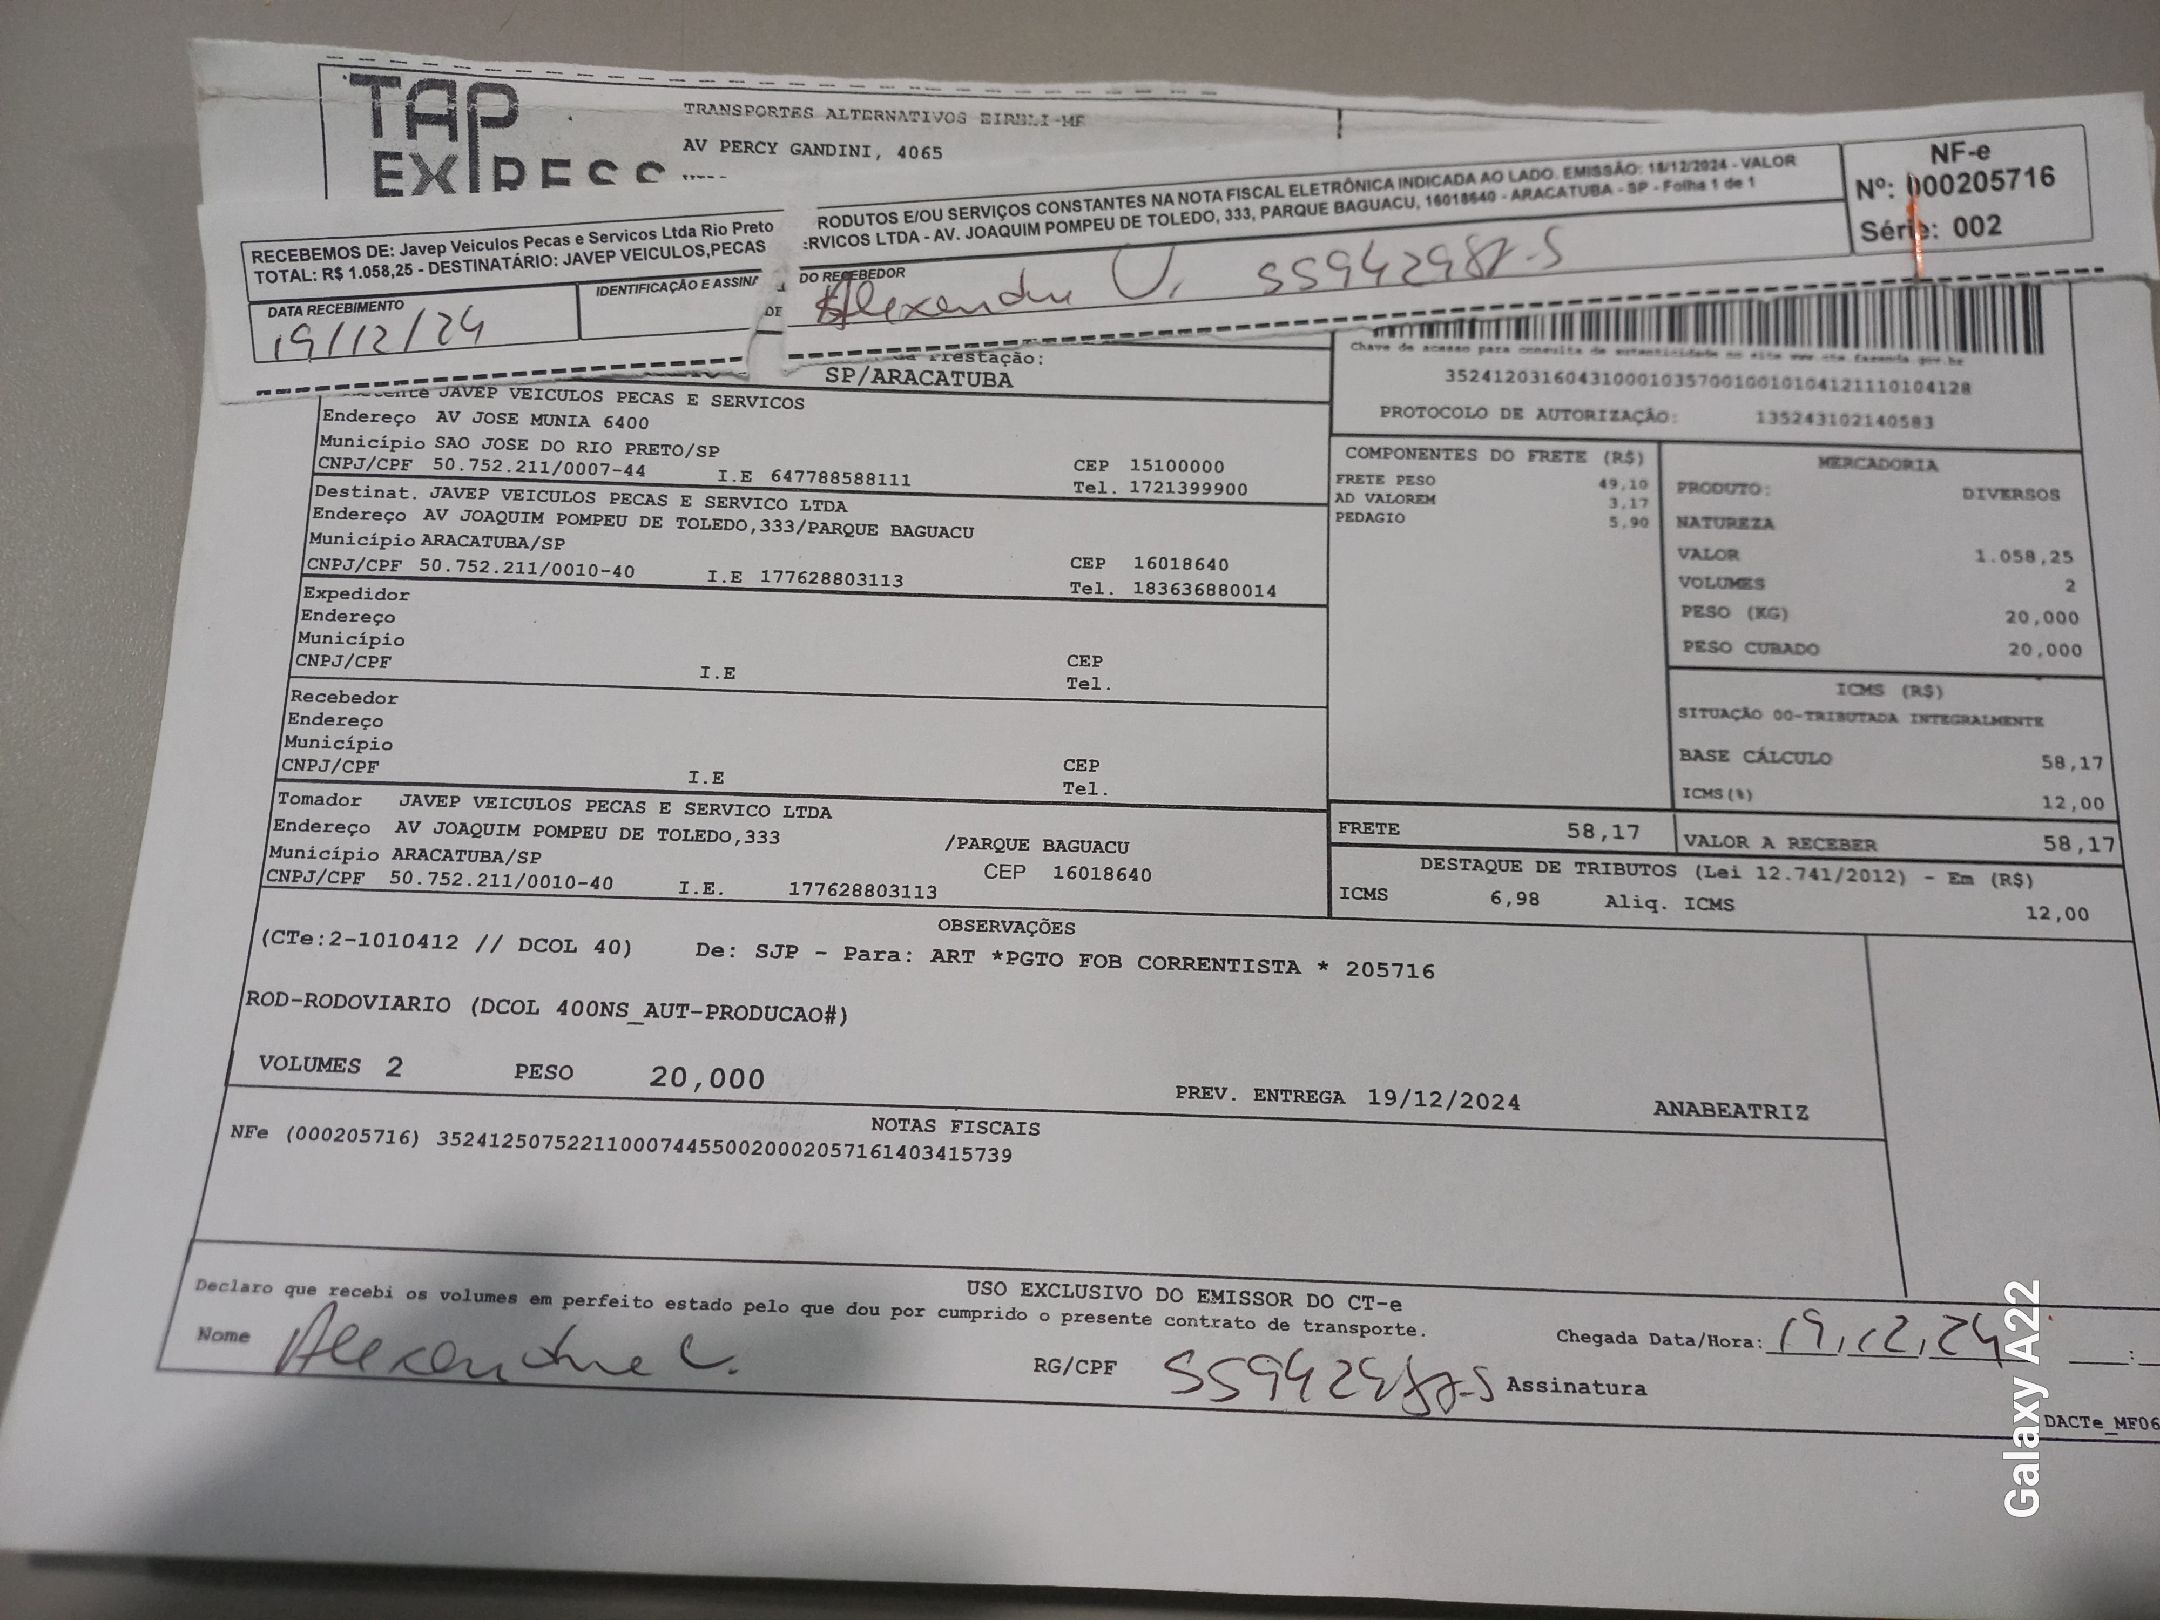 TAP
EXPRESS
TRANSPORTES ALTERNATIVOS EIRELI-ME
AV PERCY GANDINI, 4065
RECEBEMOS DE: Javep Veiculos Pecas e Servicos Ltda Rio Preto
RODUTOS E/OU SERVIÇOS CONSTANTES NA NOTA FISCAL ELETRÔNICA INDICADA AO LADO. EMISSÃO: 18/12/2024 - VALOR
TOTAL: R$ 1.058,25 - DESTINATÁRIO: JAVEP VEICULOS,PECAS
RVICOS LTDA - AV. JOAQUIM POMPEU DE TOLEDO, 333, PARQUE BAGUACU, 16018640 - ARACATUBA - SP - Folha 1 de 1
NF-e
Nº: 000205716
Série: 002
DATA RECEBIMENTO
19/12/24
IDENTIFICAÇÃO E ASSINA
DE
DO RECEBEDOR
Alexandre V. 55942987-5
Prestação:
SP/ARACATUBA
Chave de acesso para consulta de autenticidade no site www.cte.fazenda.gov.br
35241203160431000103570010010104121110104128
PROTOCOLO DE AUTORIZAÇÃO: 135243102140583
JAVEP VEICULOS PECAS E SERVICOS
Endereço AV JOSE MUNIA 6400
Município SAO JOSE DO RIO PRETO/SP
CNPJ/CPF 50.752.211/0007-44 I.E 647788588111
CEP 15100000
Tel. 1721399900
Destinat. JAVEP VEICULOS PECAS E SERVICO LTDA
Endereço AV JOAQUIM POMPEU DE TOLEDO,333/PARQUE BAGUACU
Município ARACATUBA/SP
CNPJ/CPF 50.752.211/0010-40 I.E 177628803113
CEP 16018640
Tel. 183636880014
Expedidor
Endereço
Município
CNPJ/CPF I.E
CEP
Tel.
Recebedor
Endereço
Município
CNPJ/CPF I.E
CEP
Tel.
Tomador JAVEP VEICULOS PECAS E SERVICO LTDA
Endereço AV JOAQUIM POMPEU DE TOLEDO,333 /PARQUE BAGUACU
Município ARACATUBA/SP CEP 16018640
CNPJ/CPF 50.752.211/0010-40 I.E. 177628803113
COMPONENTES DO FRETE (R$)
FRETE PESO 49,10
AD VALOREM 3,17
PEDAGIO 5,90
MERCADORIA
PRODUTO: DIVERSOS
NATUREZA
VALOR 1.058,25
VOLUMES 2
PESO (KG) 20,000
PESO CUBADO 20,000
ICMS (R$)
SITUAÇÃO 00-TRIBUTADA INTEGRALMENTE
BASE CÁLCULO 58,17
ICMS(%) 12,00
FRETE 58,17
VALOR A RECEBER 58,17
DESTAQUE DE TRIBUTOS (Lei 12.741/2012) - Em (R$)
ICMS 6,98 Aliq. ICMS 12,00
OBSERVAÇÕES
(CTe:2-1010412 // DCOL 40) De: SJP - Para: ART *PGTO FOB CORRENTISTA * 205716
ROD-RODOVIARIO (DCOL 400NS_AUT-PRODUCAO#)
VOLUMES 2 PESO 20,000
PREV. ENTREGA 19/12/2024 ANABEATRIZ
NOTAS FISCAIS
NFe (000205716) 35241250752211000744550020002057161403415739
USO EXCLUSIVO DO EMISSOR DO CT-e
Declaro que recebi os volumes em perfeito estado pelo que dou por cumprido o presente contrato de transporte.
Nome Alexandre V.
RG/CPF 55942987-5 Assinatura
Chegada Data/Hora: 19,12,24 :
DACTe_MF06
Galaxy A22